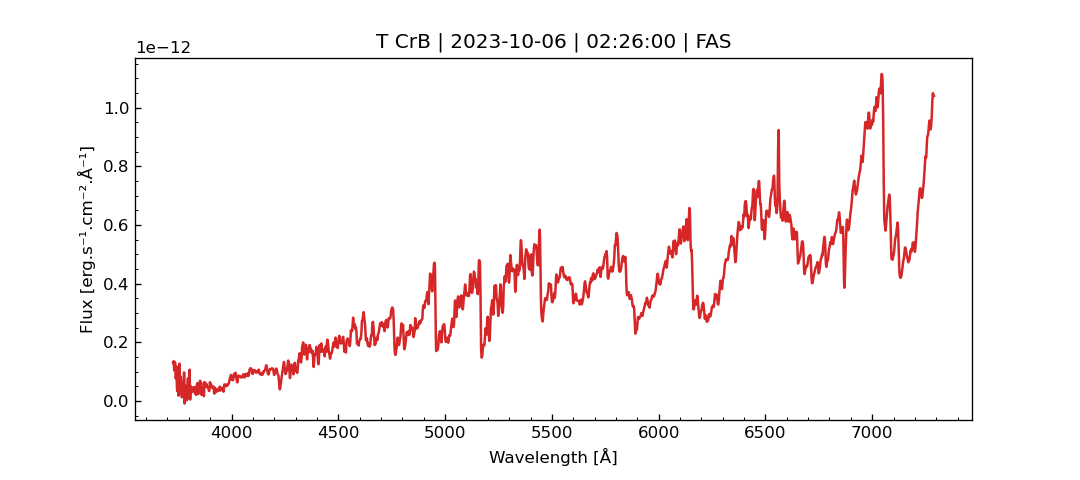 T CrB | 2023-10-06 | 02:26:00 | FAS
1e−12
1.0
0.8
0.6
0.4
0.2
0.0
Flux [erg.s⁻¹.cm⁻².Å⁻¹]
4000 4500 5000 5500 6000 6500 7000
Wavelength [Å]